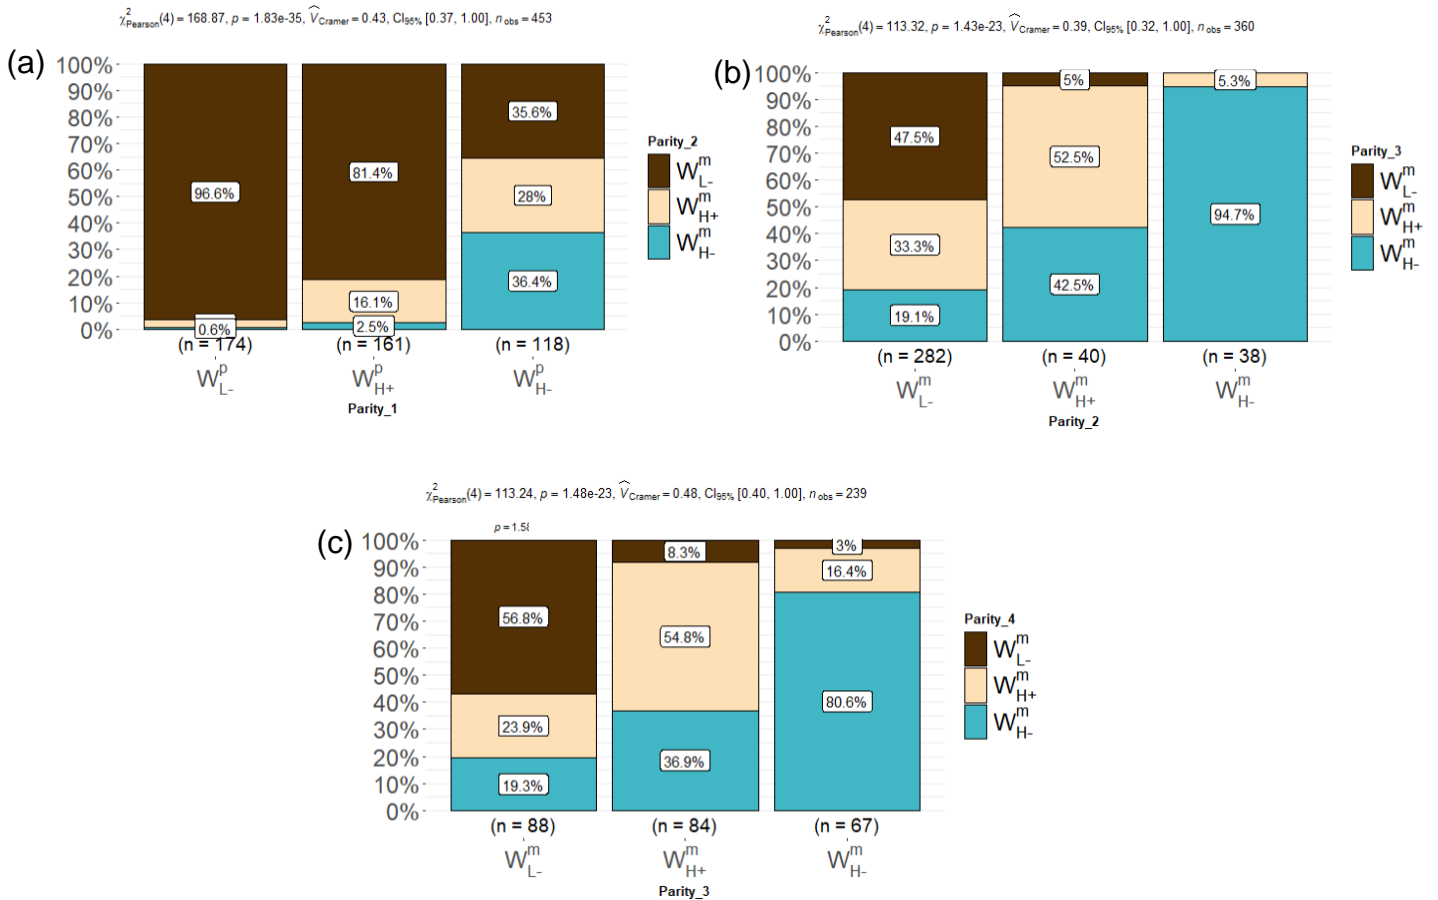 χ²Pearson(4) = 168.87, p = 1.83e-35, V̂Cramer = 0.43, CI95% [0.37, 1.00], nobs = 453
(a)
100%
90%
80%
70%
60%
50%
40%
30%
20%
10%
0%
96.6%
0.6%
81.4%
16.1%
2.5%
35.6%
28%
36.4%
(n = 174)
(n = 161)
(n = 118)
W^p_L-
W^p_H+
W^p_H-
Parity_1
Parity_2
W^m_L-
W^m_H+
W^m_H-
χ²Pearson(4) = 113.32, p = 1.43e-23, V̂Cramer = 0.39, CI95% [0.32, 1.00], nobs = 360
(b)
100%
90%
80%
70%
60%
50%
40%
30%
20%
10%
0%
47.5%
33.3%
19.1%
5%
52.5%
42.5%
5.3%
94.7%
(n = 282)
(n = 40)
(n = 38)
W^m_L-
W^m_H+
W^m_H-
Parity_2
Parity_3
W^m_L-
W^m_H+
W^m_H-
χ²Pearson(4) = 113.24, p = 1.48e-23, V̂Cramer = 0.48, CI95% [0.40, 1.00], nobs = 239
p = 1.5
(c)
100%
90%
80%
70%
60%
50%
40%
30%
20%
10%
0%
56.8%
23.9%
19.3%
8.3%
54.8%
36.9%
3%
16.4%
80.6%
(n = 88)
(n = 84)
(n = 67)
W^m_L-
W^m_H+
W^m_H-
Parity_3
Parity_4
W^m_L-
W^m_H+
W^m_H-